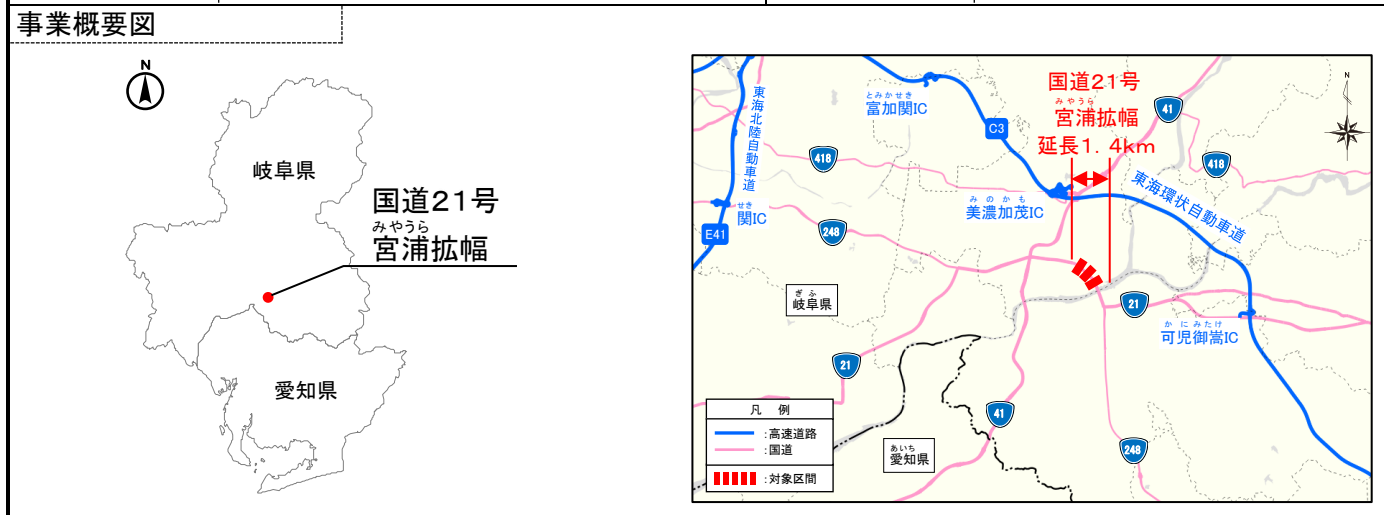 事業概要図
N
岐阜県
国道21号
みやうら
宮浦拡幅
愛知県
N
国道21号
みやうら
宮浦拡幅
延長1．4km
東海北陸自動車道
とみかせき
富加関IC
C3
41
418
418
みのかも
美濃加茂IC
東海環状自動車道
せき
関IC
E41
248
ぎふ
岐阜県
21
かにみたけ
可児御嵩IC
21
41
248
あいち
愛知県
凡　例
：高速道路
：国道
：対象区間